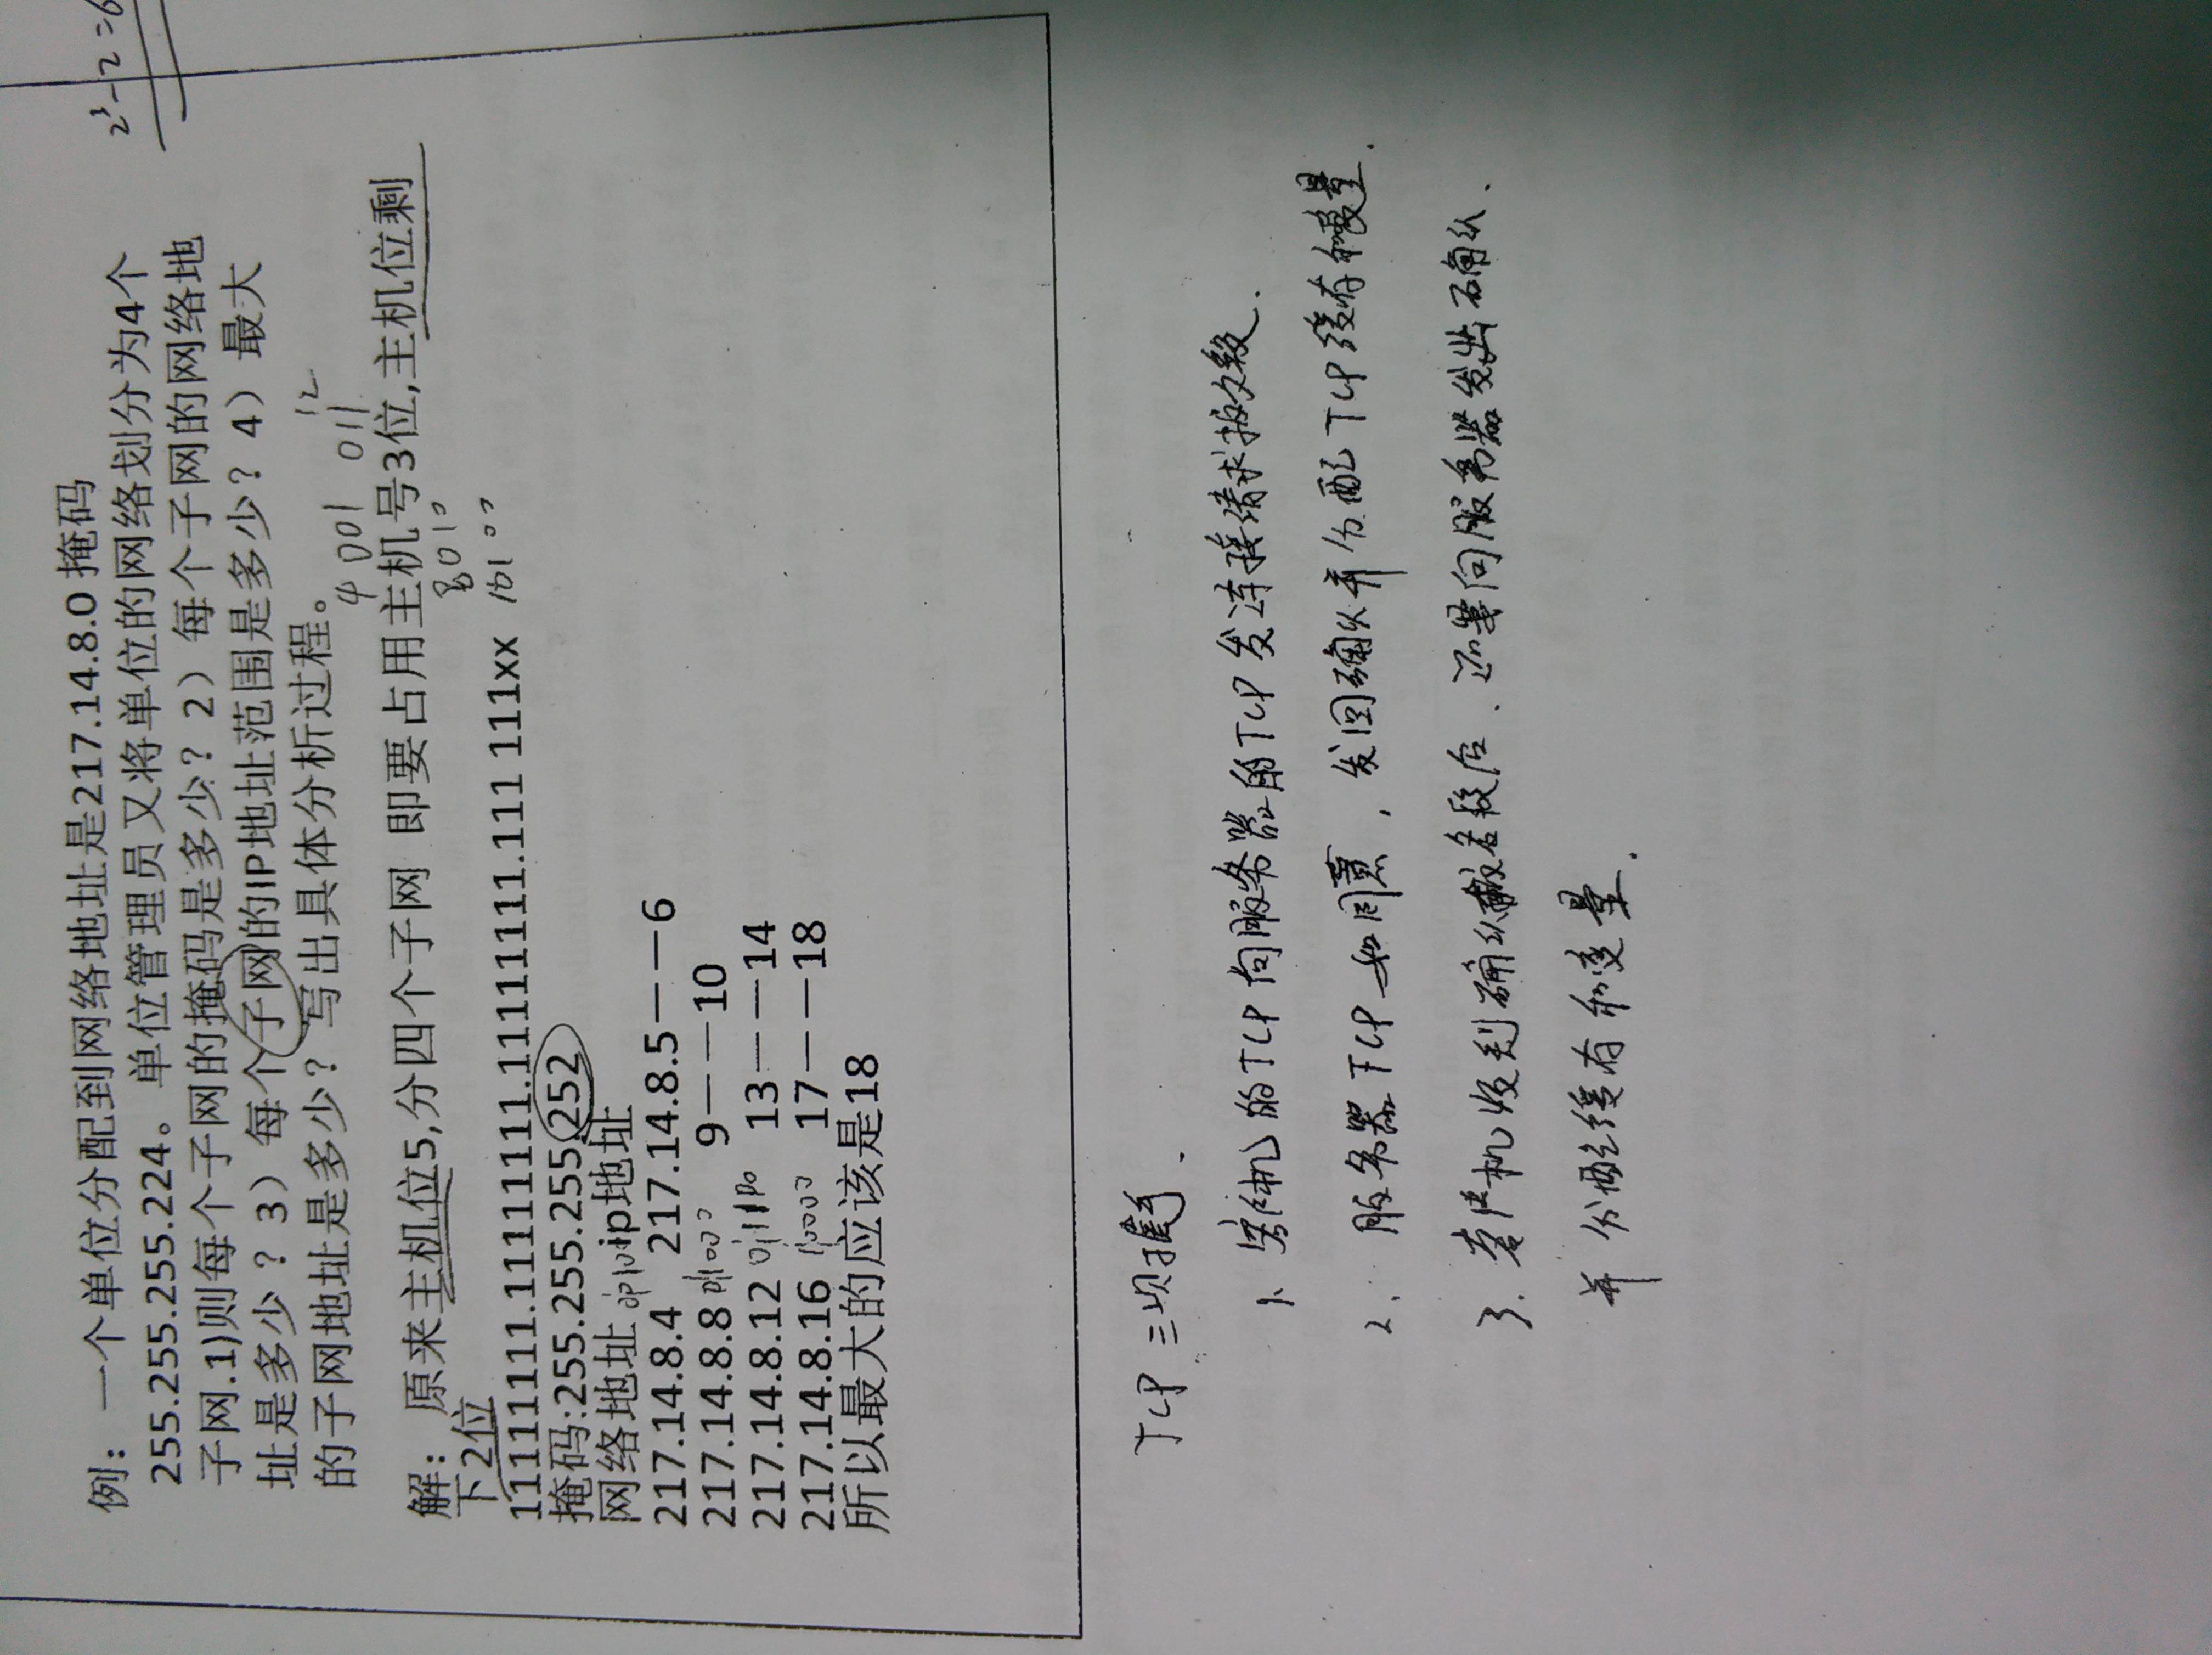 例：一个单位分配到网络地址是217.14.8.0 掩码
2³-2=6
255.255.255.224。单位管理员又将单位的网络划分为4个
子网.1)则每个子网的掩码是多少？2）每个子网的网络地
址是多少 ？3）每个子网的IP地址范围是多少？4）最大
的子网地址是多少？写出具体分析过程。
4 001 011 12
解：原来主机位5,分四个子网 即要占用主机号3位,主机位剩
8 010
下2位
11111111.11111111.11111111.111 111xx
掩码:255.255.255.252
网络地址 ip地址
217.14.8.4 217.14.8.5－－6
217.14.8.8 01000 9－－10
217.14.8.12 13－－14
217.14.8.16 10000 17－－18
所以最大的应该是18
TCP 三次握手.
1、客户机的TCP向服务器的TCP发连接请求报文段.
2、服务器TCP如同意，发回确认并分配TCP缓存和变量.
3.客户机收到确认报名段后.还要向服务器发出确认.
并分配缓存和变量.